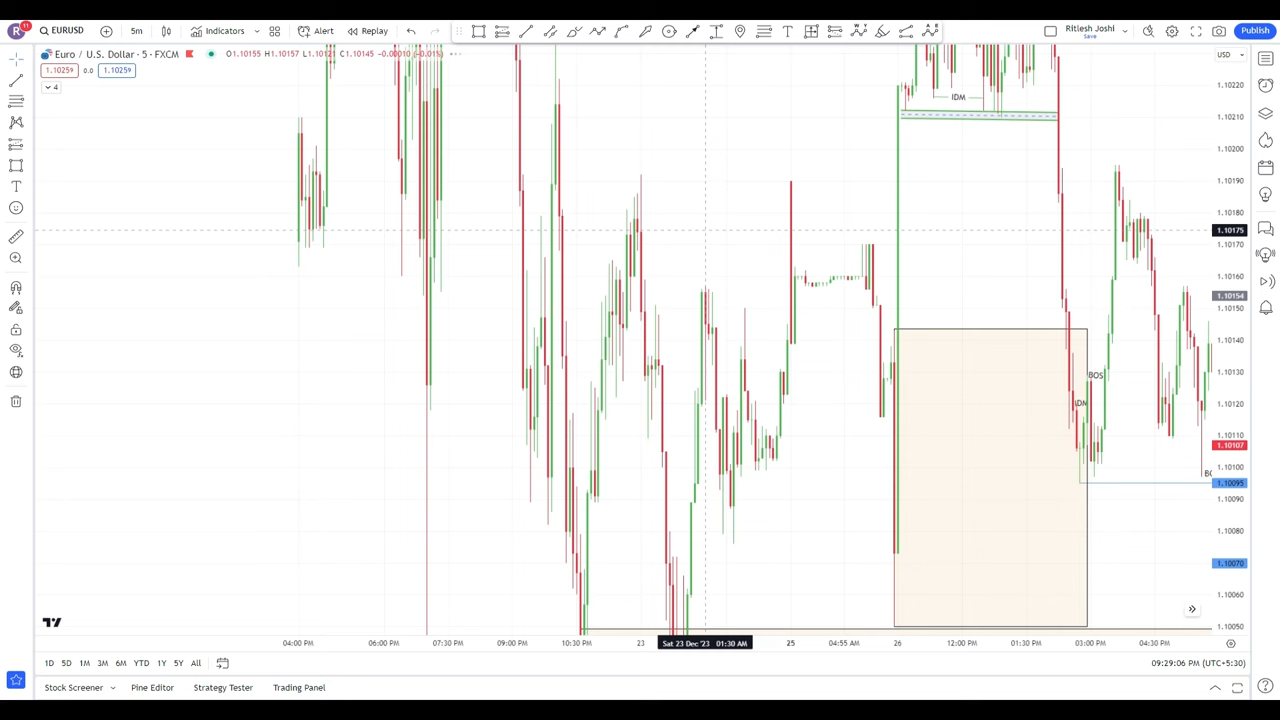 R 11 EURUSD 5m Indicators Alert Replay Ritesh Joshi Save Publish
Euro / U.S. Dollar · 5 · FXCM O1.10155 H1.10157 L1.10121 C1.10145 -0.00010 (-0.01%)
USD
1.10259 0.0 1.10259
4
1.10220
IDM
1.10210
1.10200
1.10190
1.10180
1.10175
1.10170
1.10160
1.10154
1.10150
1.10140
BOS
1.10130
IDM
1.10120
1.10110
1.10107
1.10100
1.10095
1.10090
1.10080
1.10070
1.10060
1.10050
04:00 PM 06:00 PM 07:30 PM 09:00 PM 10:30 PM 23 Sat 23 Dec '23 01:30 AM 25 04:55 AM 26 12:00 PM 01:30 PM 03:00 PM 04:30 PM
1D 5D 1M 3M 6M YTD 1Y 5Y All 09:29:06 PM (UTC+5:30)
Stock Screener Pine Editor Strategy Tester Trading Panel